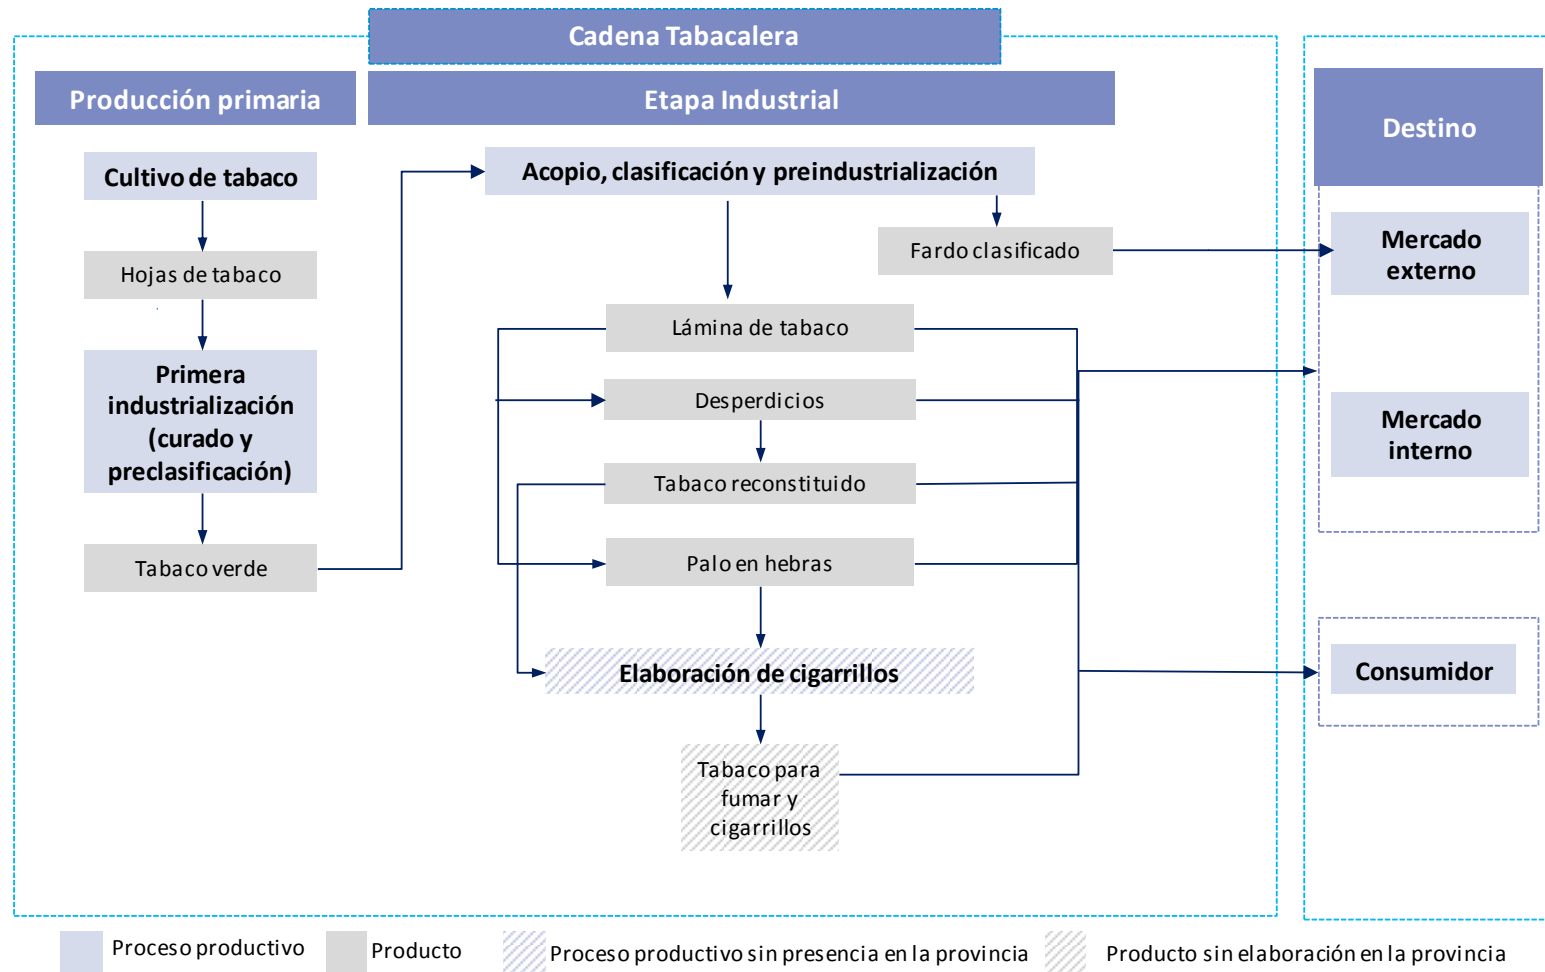 Cadena Tabacalera
Producción primaria
Etapa Industrial
Destino
Cultivo de tabaco
Hojas de tabaco
Primera
industrialización
(curado y
preclasificación)
Tabaco verde
Acopio, clasificación y preindustrialización
Fardo clasificado
Lámina de tabaco
Desperdicios
Tabaco reconstituido
Palo en hebras
Elaboración de cigarrillos
Tabaco para
fumar y
cigarrillos
Mercado
externo
Mercado
interno
Consumidor
Proceso productivo
Producto
Proceso productivo sin presencia en la provincia
Producto sin elaboración en la provincia